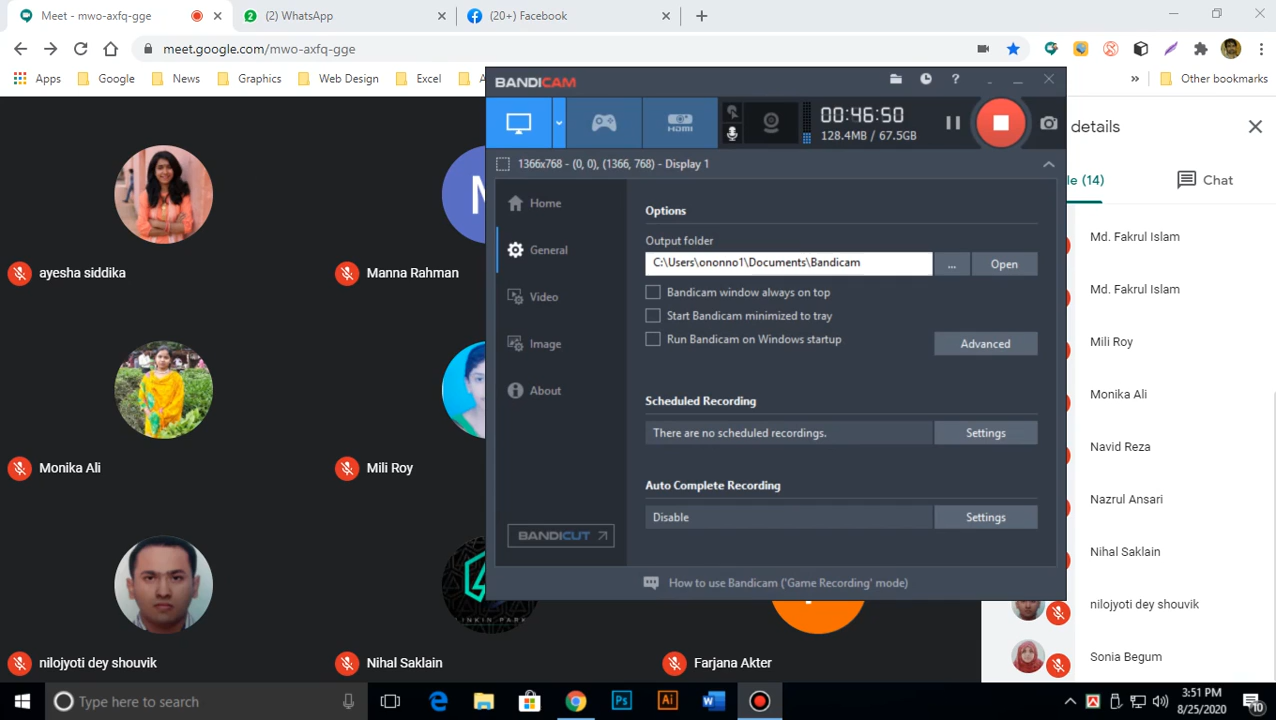 Meet - mwo-axfq-gge
(2) WhatsApp
(20+) Facebook
meet.google.com/mwo-axfq-gge
Apps
Google
News
Graphics
Web Design
Excel
»
Other bookmarks
BANDICAM
00:46:50
128.4MB / 67.5GB
HDMI
1366x768 - (0, 0), (1366, 768) - Display 1
Home
General
Video
Image
About
BANDICUT
Options
Output folder
C:\Users\ononno1\Documents\Bandicam
...
Open
Bandicam window always on top
Start Bandicam minimized to tray
Run Bandicam on Windows startup
Advanced
Scheduled Recording
There are no scheduled recordings.
Settings
Auto Complete Recording
Disable
Settings
How to use Bandicam ('Game Recording' mode)
ayesha siddika
Manna Rahman
Monika Ali
Mili Roy
nilojyoti dey shouvik
Nihal Saklain
Farjana Akter
details
(14)
Chat
Md. Fakrul Islam
Md. Fakrul Islam
Mili Roy
Monika Ali
Navid Reza
Nazrul Ansari
Nihal Saklain
nilojyoti dey shouvik
Sonia Begum
Type here to search
Ps
Ai
3:51 PM
8/25/2020
10